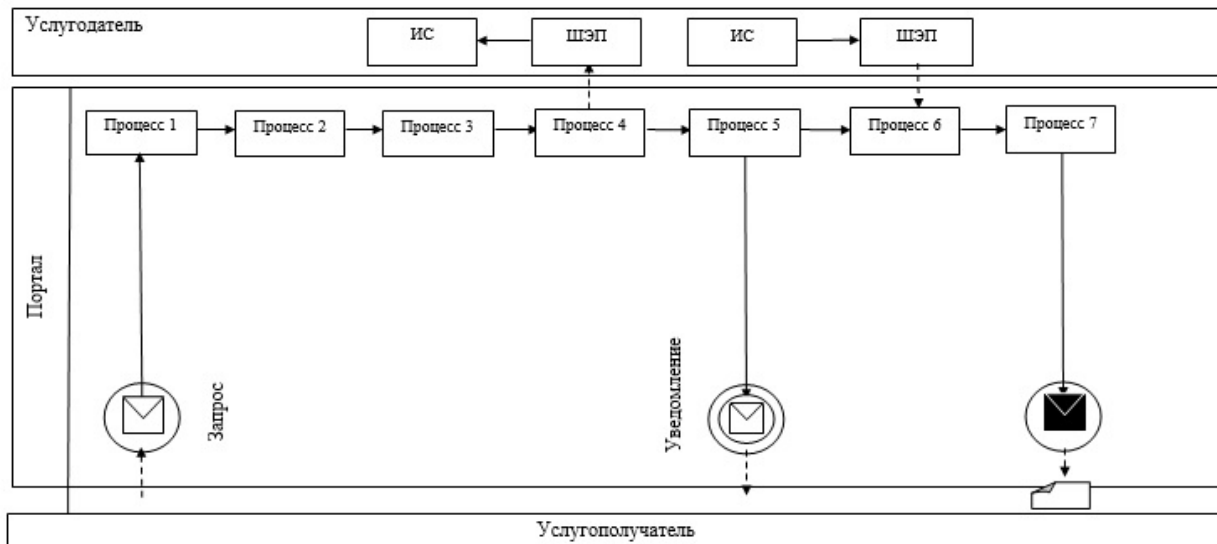 Услугодатель
ИС
ШЭП
ИС
ШЭП
Процесс 1
Процесс 2
Процесс 3
Процесс 4
Процесс 5
Процесс 6
Процесс 7
Портал
Запрос
Уведомление
Услугополучатель